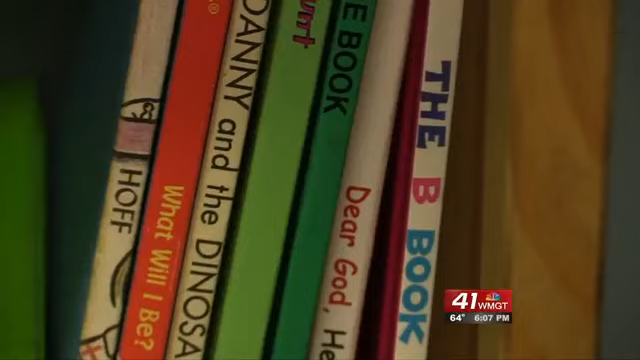 HOFF
What Will I Be?
DANNY and the DINOSA
E BOOK
Dear God, He
THE B BOOK
41 WMGT
64° 6:07 PM